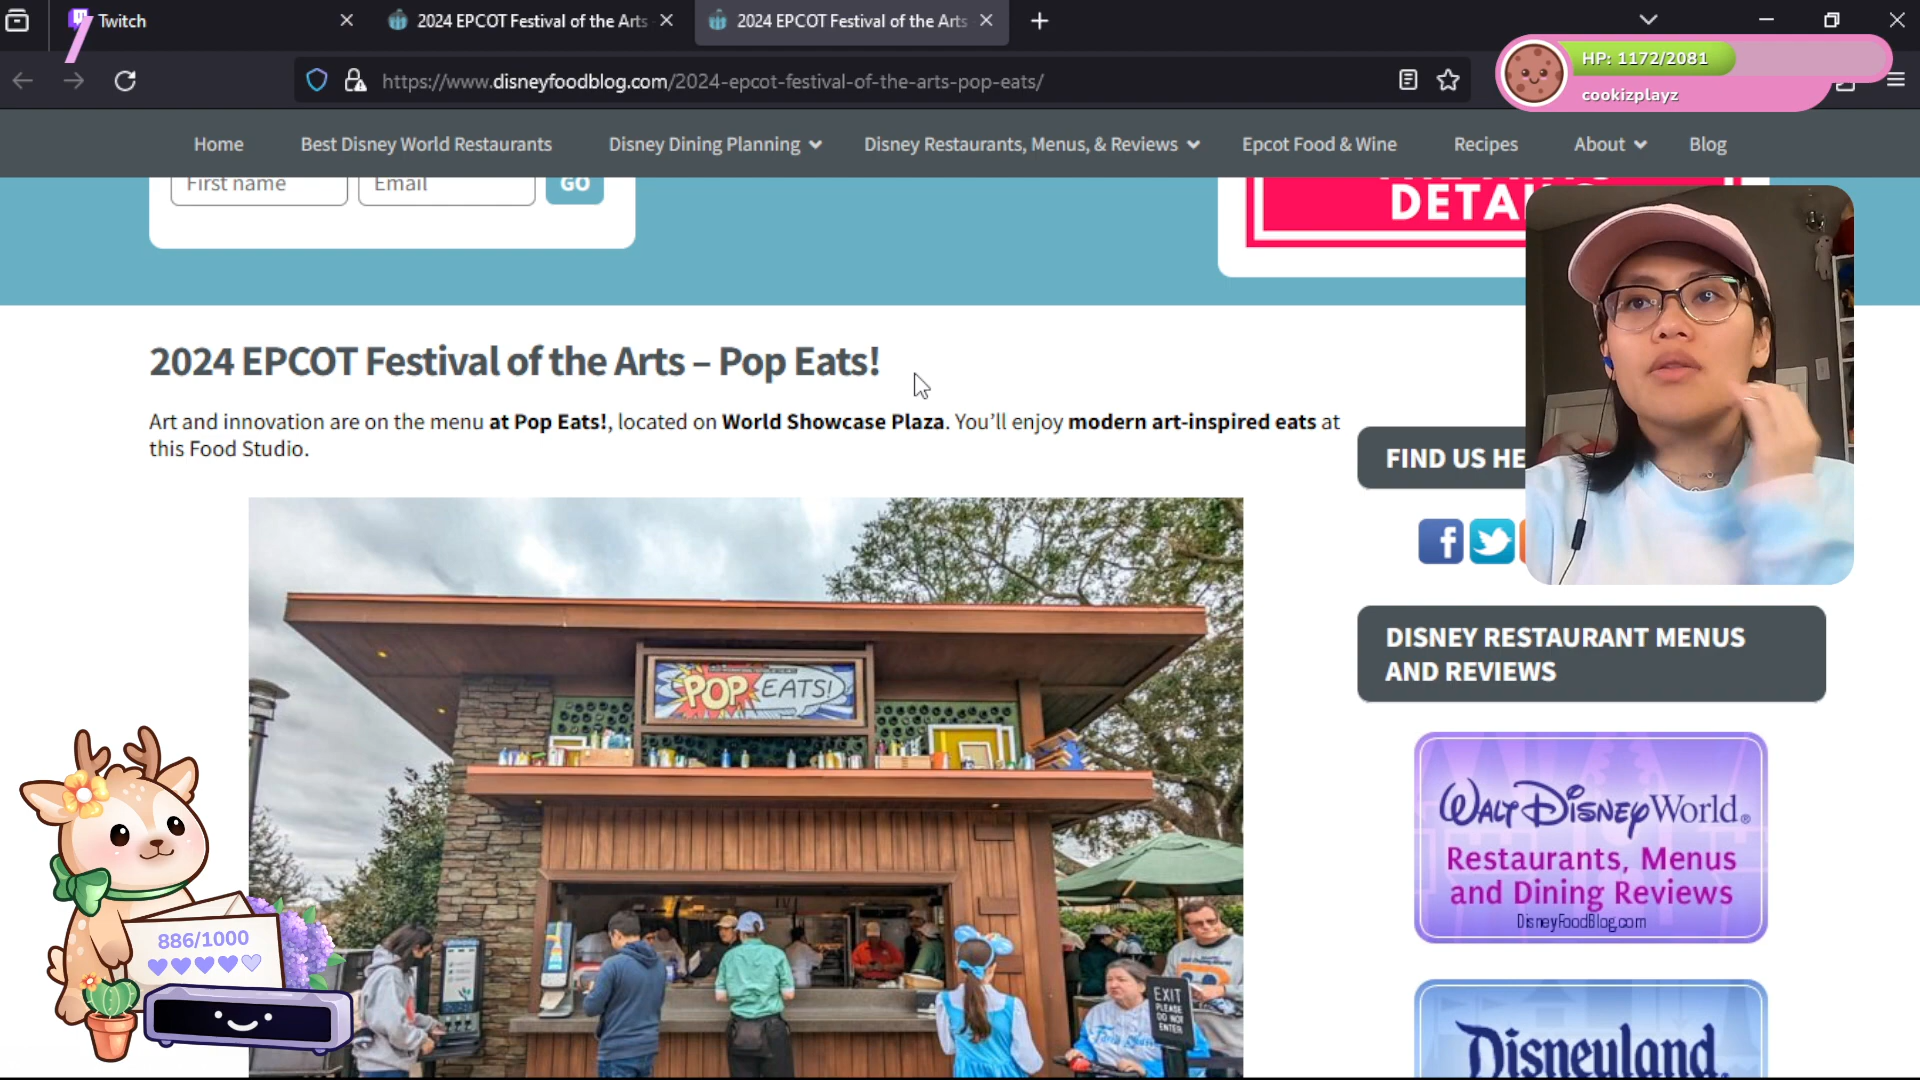 Twitch
2024 EPCOT Festival of the Arts
2024 EPCOT Festival of the Arts
https://www.disneyfoodblog.com/2024-epcot-festival-of-the-arts-pop-eats/
HP: 1172/2081
cookizplayz
Home
Best Disney World Restaurants
Disney Dining Planning
Disney Restaurants, Menus, & Reviews
Epcot Food & Wine
Recipes
About
Blog
First name
Email
GO
2024 EPCOT Festival of the Arts – Pop Eats!
Art and innovation are on the menu at Pop Eats!, located on World Showcase Plaza. You’ll enjoy modern art-inspired eats at
this Food Studio.
FIND US HE
POP EATS!
EXIT
PLEASE
DO NOT
ENTER
DISNEY RESTAURANT MENUS
AND REVIEWS
Walt Disney World®
Restaurants, Menus
and Dining Reviews
DisneyFoodBlog.com
Disneyland
886/1000